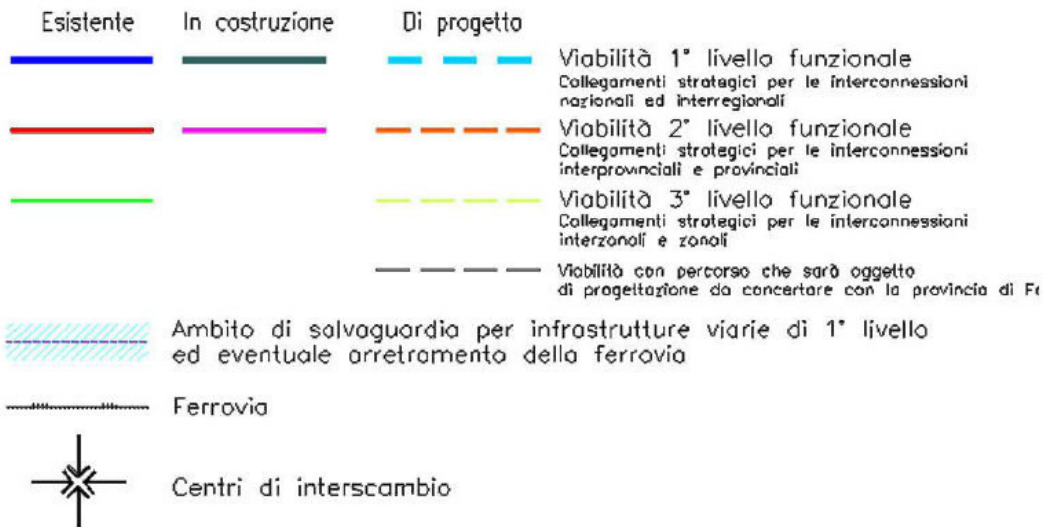 Esistente In costruzione Di progetto
Viabilità 1° livello funzionale
Collegamenti strategici per le interconnessioni
nazionali ed interregionali
Viabilità 2° livello funzionale
Collegamenti strategici per le interconnessioni
interprovinciali e provinciali
Viabilità 3° livello funzionale
Collegamenti strategici per le interconnessioni
interzonali e zonali
Viabilità con percorso che sarà oggetto
di progettazione da concertare con la provincia di
Ambito di salvaguardia per infrastrutture viarie di 1° livello
ed eventuale arretramento della ferrovia
Ferrovia
Centri di interscambio